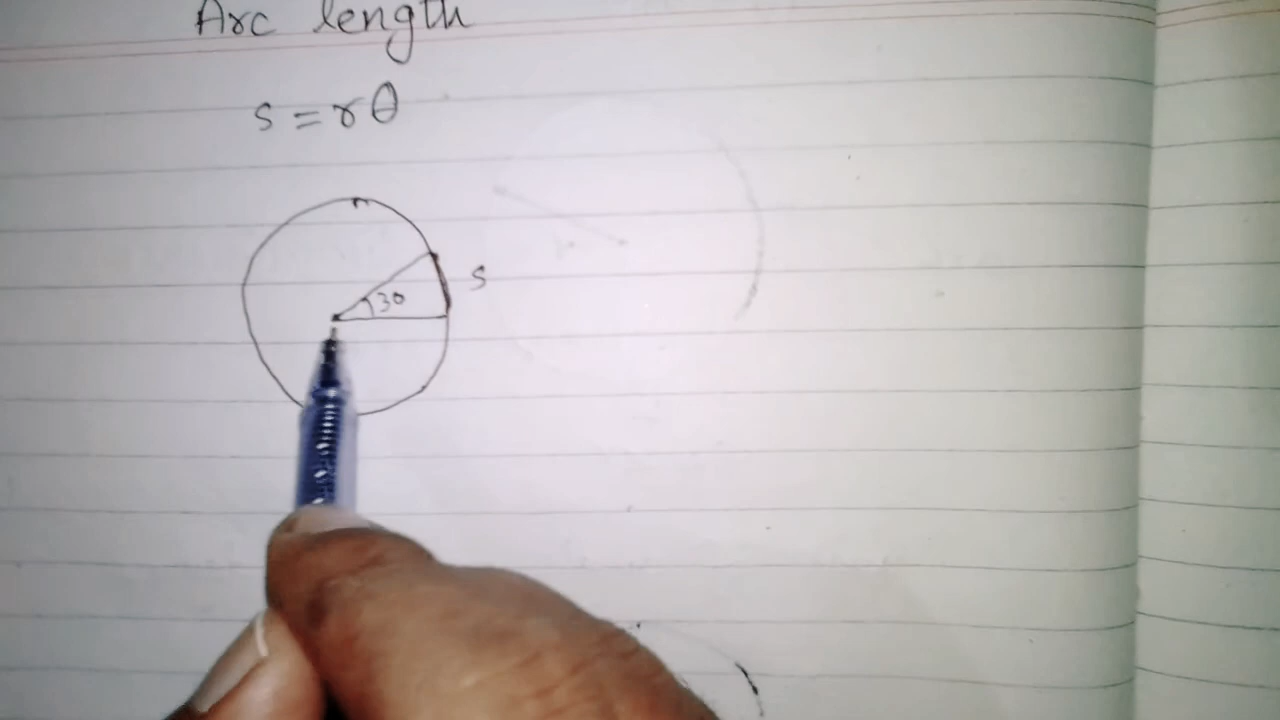 Arc length
s = rθ
s
30